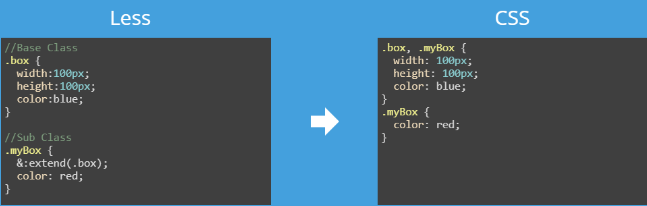 Less
//Base Class
.box {
  width:100px;
  height:100px;
  color:blue;
}
//Sub Class
.myBox {
  &:extend(.box);
  color: red;
}
CSS
.box, .myBox {
  width: 100px;
  height: 100px;
  color: blue;
}
.myBox {
  color: red;
}